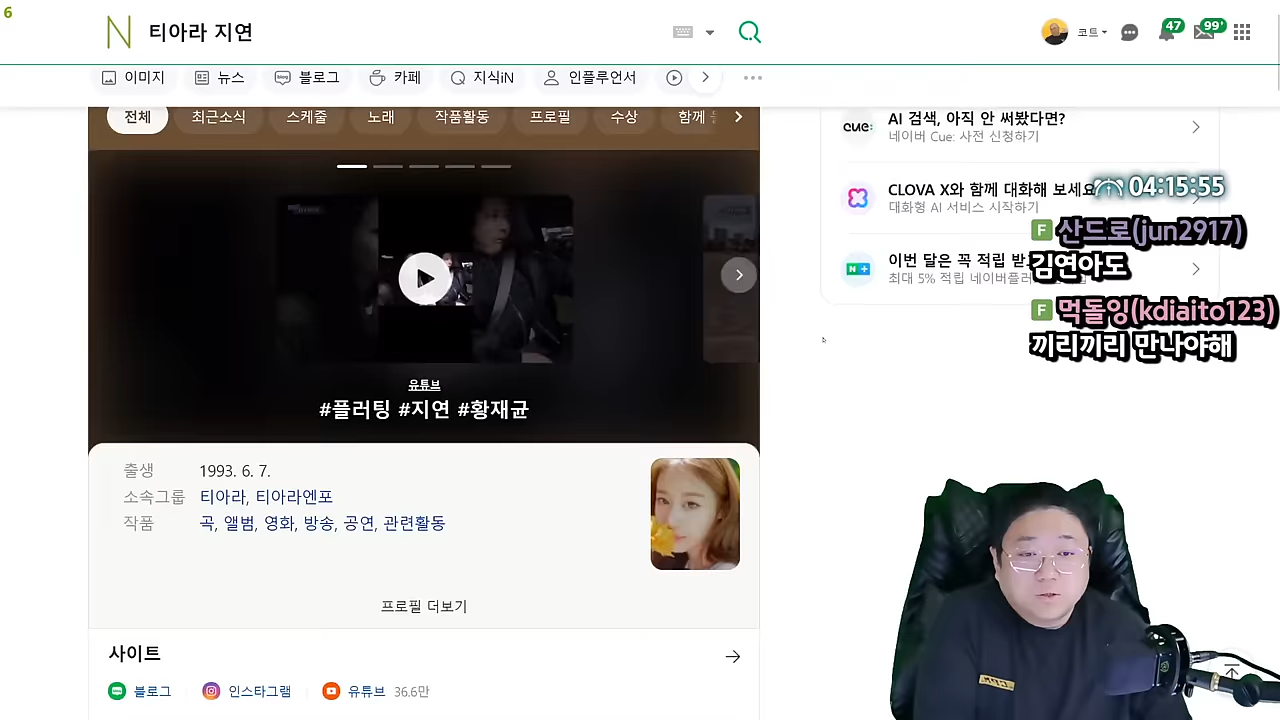 6
N 티아라 지연
코트
47
99+
이미지
뉴스
블로그
카페
지식iN
인플루언서
전체
최근소식
스케줄
노래
작품활동
프로필
수상
함께
유튜브
#플러팅 #지연 #황재균
출생 1993. 6. 7.
소속그룹 티아라, 티아라엔포
작품 곡, 앨범, 영화, 방송, 공연, 관련활동
프로필 더보기
사이트
블로그
인스타그램
유튜브 36.6만
cue:
AI 검색, 아직 안 써봤다면?
네이버 Cue: 사전 신청하기
CLOVA X와 함께 대화해 보세요
대화형 AI 서비스 시작하기
N +
이번 달은 꼭 적립 받
최대 5% 적립 네이버플러
04:15:55
F 산드로(jun2917)
김연아도
F 먹돌잉(kdiaito123)
끼리끼리 만나야해